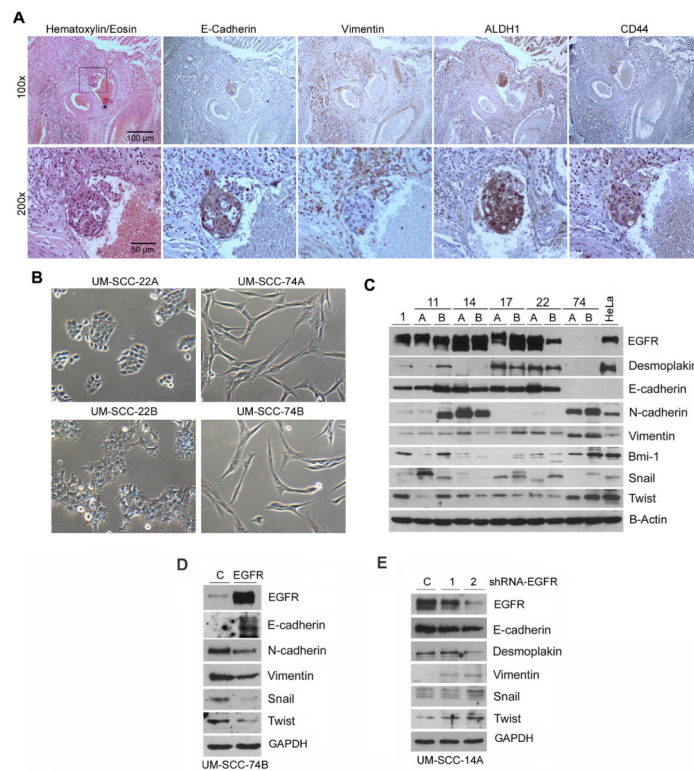 A
Hematoxylin/Eosin E-Cadherin Vimentin ALDH1 CD44
100x
100 µm
200x
50 µm
B
UM-SCC-22A UM-SCC-74A
UM-SCC-22B UM-SCC-74B
C
11 14 17 22 74 HeLa
1 A B A B A B A B A B
EGFR
Desmoplakin
E-cadherin
N-cadherin
Vimentin
Bmi-1
Snail
Twist
B-Actin
D
C EGFR
EGFR
E-cadherin
N-cadherin
Vimentin
Snail
Twist
GAPDH
UM-SCC-74B
E
C 1 2 shRNA-EGFR
EGFR
E-cadherin
Desmoplakin
Vimentin
Snail
Twist
GAPDH
UM-SCC-14A